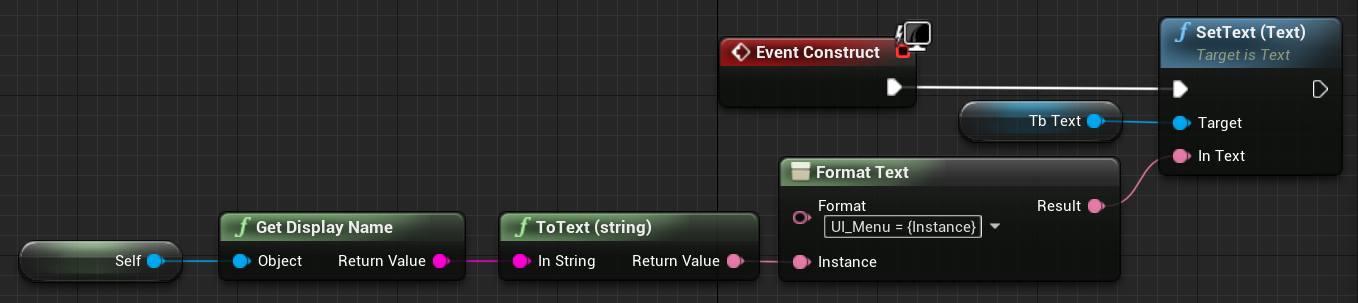 SetText (Text)
Target is Text
Event Construct
Tb Text
Target
In Text
Format Text
Format
Result
UI_Menu = {Instance}
Get Display Name
ToText (string)
Self
Object
Return Value
In String
Return Value
Instance